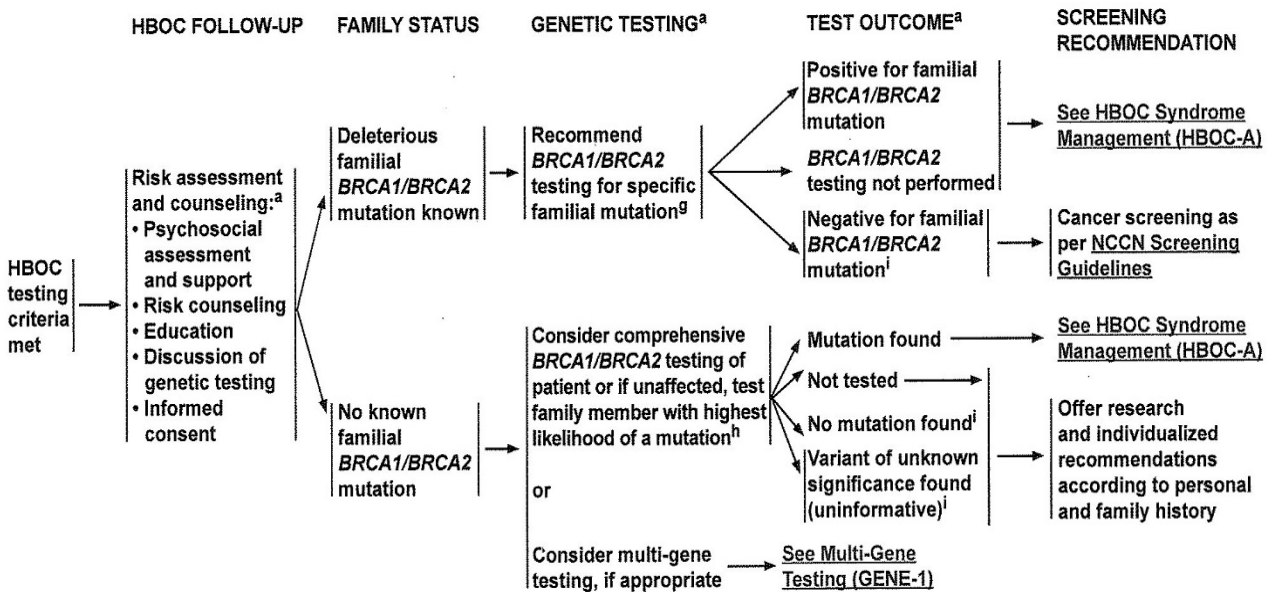 HBOC FOLLOW-UP
FAMILY STATUS
GENETIC TESTINGa
TEST OUTCOMEa
SCREENING
RECOMMENDATION
HBOC
testing
criteria
met
Risk assessment
and counseling:a
• Psychosocial
assessment
and support
• Risk counseling
• Education
• Discussion of
genetic testing
• Informed
consent
Deleterious
familial
BRCA1/BRCA2
mutation known
Recommend
BRCA1/BRCA2
testing for specific
familial mutationg
Positive for familial
BRCA1/BRCA2
mutation
BRCA1/BRCA2
testing not performed
See HBOC Syndrome
Management (HBOC-A)
Negative for familial
BRCA1/BRCA2
mutationi
Cancer screening as
per NCCN Screening
Guidelines
No known
familial
BRCA1/BRCA2
mutation
Consider comprehensive
BRCA1/BRCA2 testing of
patient or if unaffected, test
family member with highest
likelihood of a mutationh
or
Consider multi-gene
testing, if appropriate
Mutation found
See HBOC Syndrome
Management (HBOC-A)
Not tested
No mutation foundi
Variant of unknown
significance found
(uninformative)i
Offer research
and individualized
recommendations
according to personal
and family history
See Multi-Gene
Testing (GENE-1)